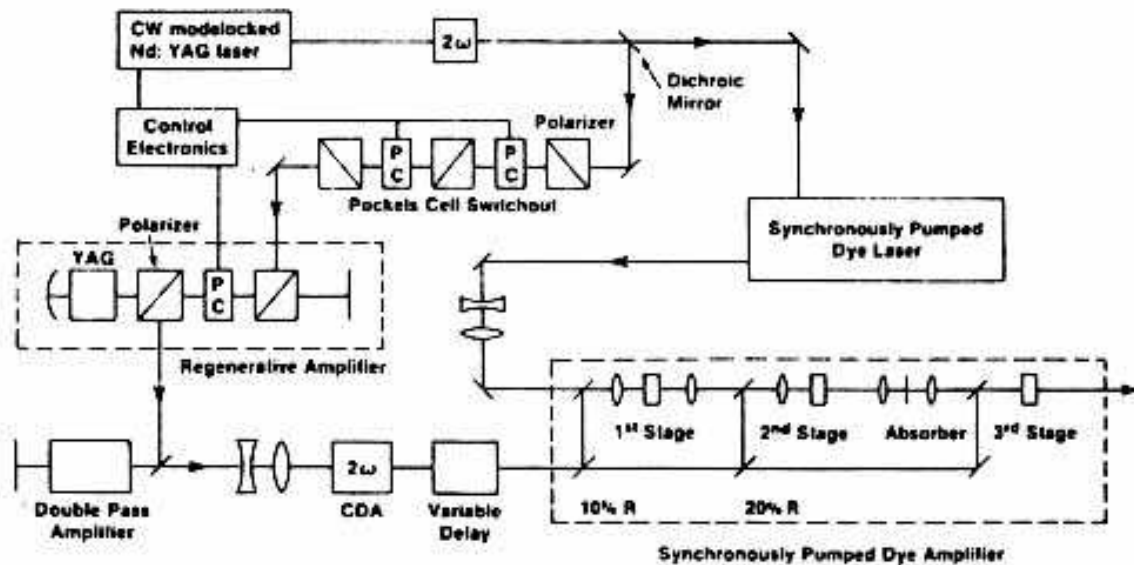 CW modelocked
Nd: YAG laser
2ω
Dichroic
Mirror
Control
Electronics
Polarizer
P
C
P
C
Pockels Cell Switchout
Polarizer
Synchronously Pumped
Dye Laser
YAG
P
C
Regenerative Amplifier
1st Stage
2nd Stage
Absorber
3rd Stage
2ω
Double Pass
Amplifier
CDA
Variable
Delay
10% R
20% R
Synchronously Pumped Dye Amplifier